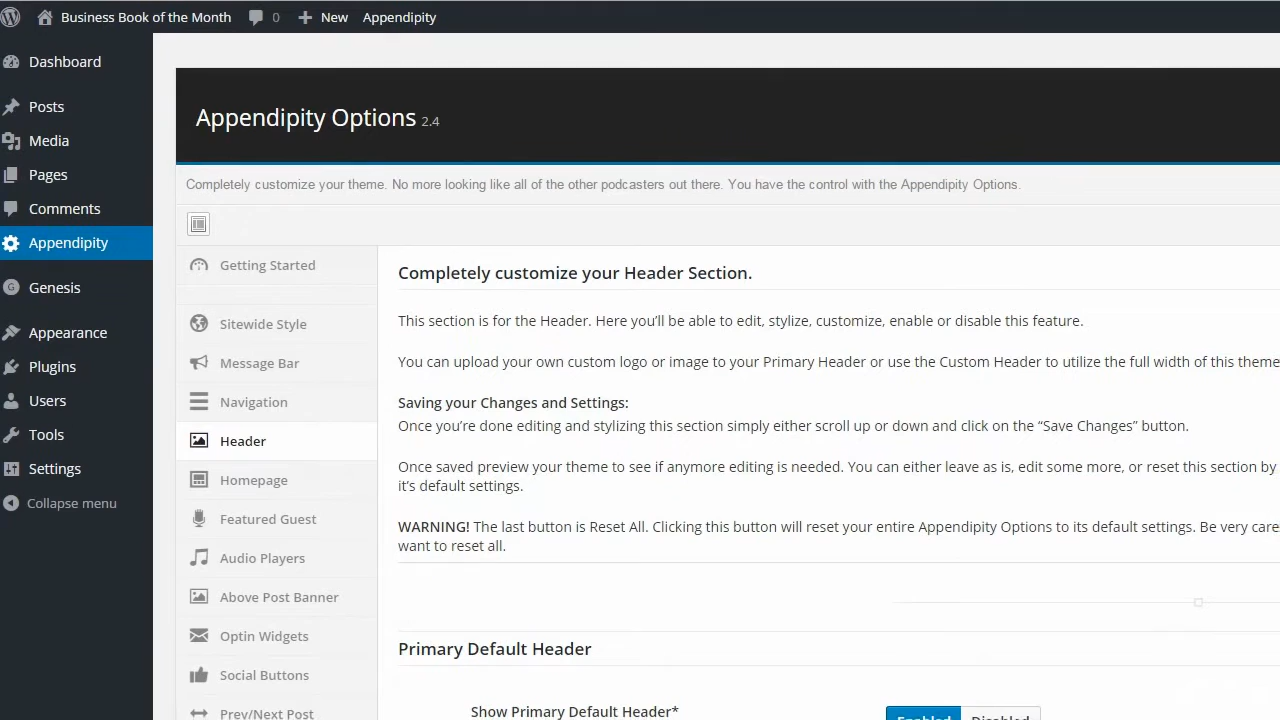 Business Book of the Month 0 New Appendipity
Dashboard
Posts
Media
Pages
Comments
Appendipity
Genesis
Appearance
Plugins
Users
Tools
Settings
Collapse menu
Appendipity Options 2.4
Completely customize your theme. No more looking like all of the other podcasters out there. You have the control with the Appendipity Options.
Getting Started
Sitewide Style
Message Bar
Navigation
Header
Homepage
Featured Guest
Audio Players
Above Post Banner
Optin Widgets
Social Buttons
Prev/Next Post
Completely customize your Header Section.
This section is for the Header. Here you’ll be able to edit, stylize, customize, enable or disable this feature.
You can upload your own custom logo or image to your Primary Header or use the Custom Header to utilize the full width of this theme
Saving your Changes and Settings:
Once you’re done editing and stylizing this section simply either scroll up or down and click on the “Save Changes” button.
Once saved preview your theme to see if anymore editing is needed. You can either leave as is, edit some more, or reset this section by
it’s default settings.
WARNING! The last button is Reset All. Clicking this button will reset your entire Appendipity Options to its default settings. Be very care
want to reset all.
Primary Default Header
Show Primary Default Header*
Enabled Disabled